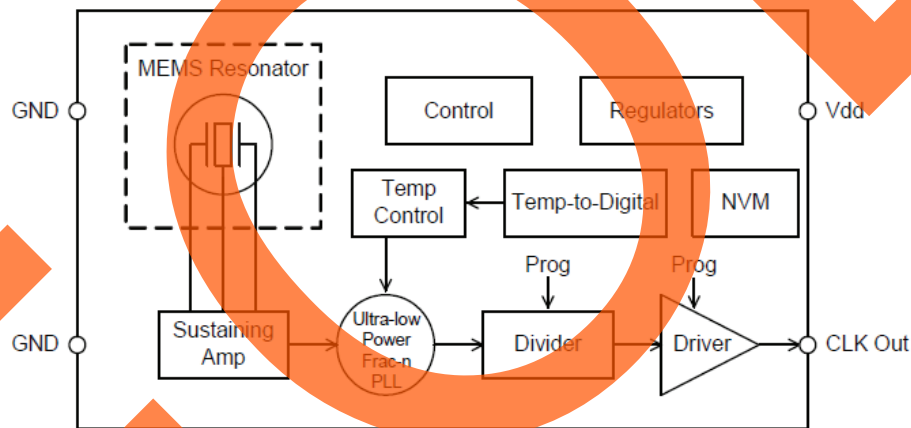 MEMS Resonator
GND
Control
Regulators
Vdd
Temp
Control
Temp-to-Digital
NVM
Prog
Prog
GND
Sustaining
Amp
Ultra-low
Power
Frac-n
PLL
Divider
Driver
CLK Out